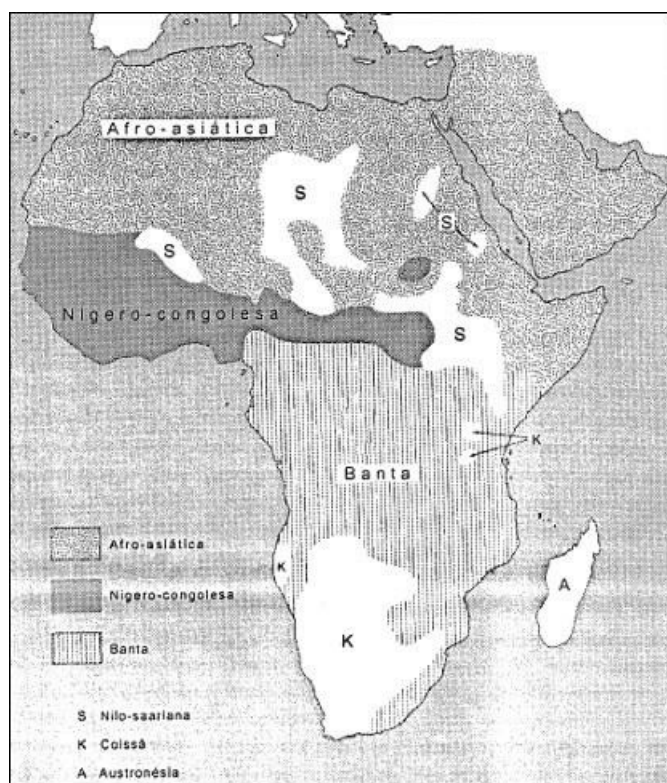 Afro-asiática
S
S
S
Nigero-congolesa
S
K
Banta
K
A
K
Afro-asiática
Nigero-congolesa
Banta
S Nilo-saariana
K Coissã
A Austronésia